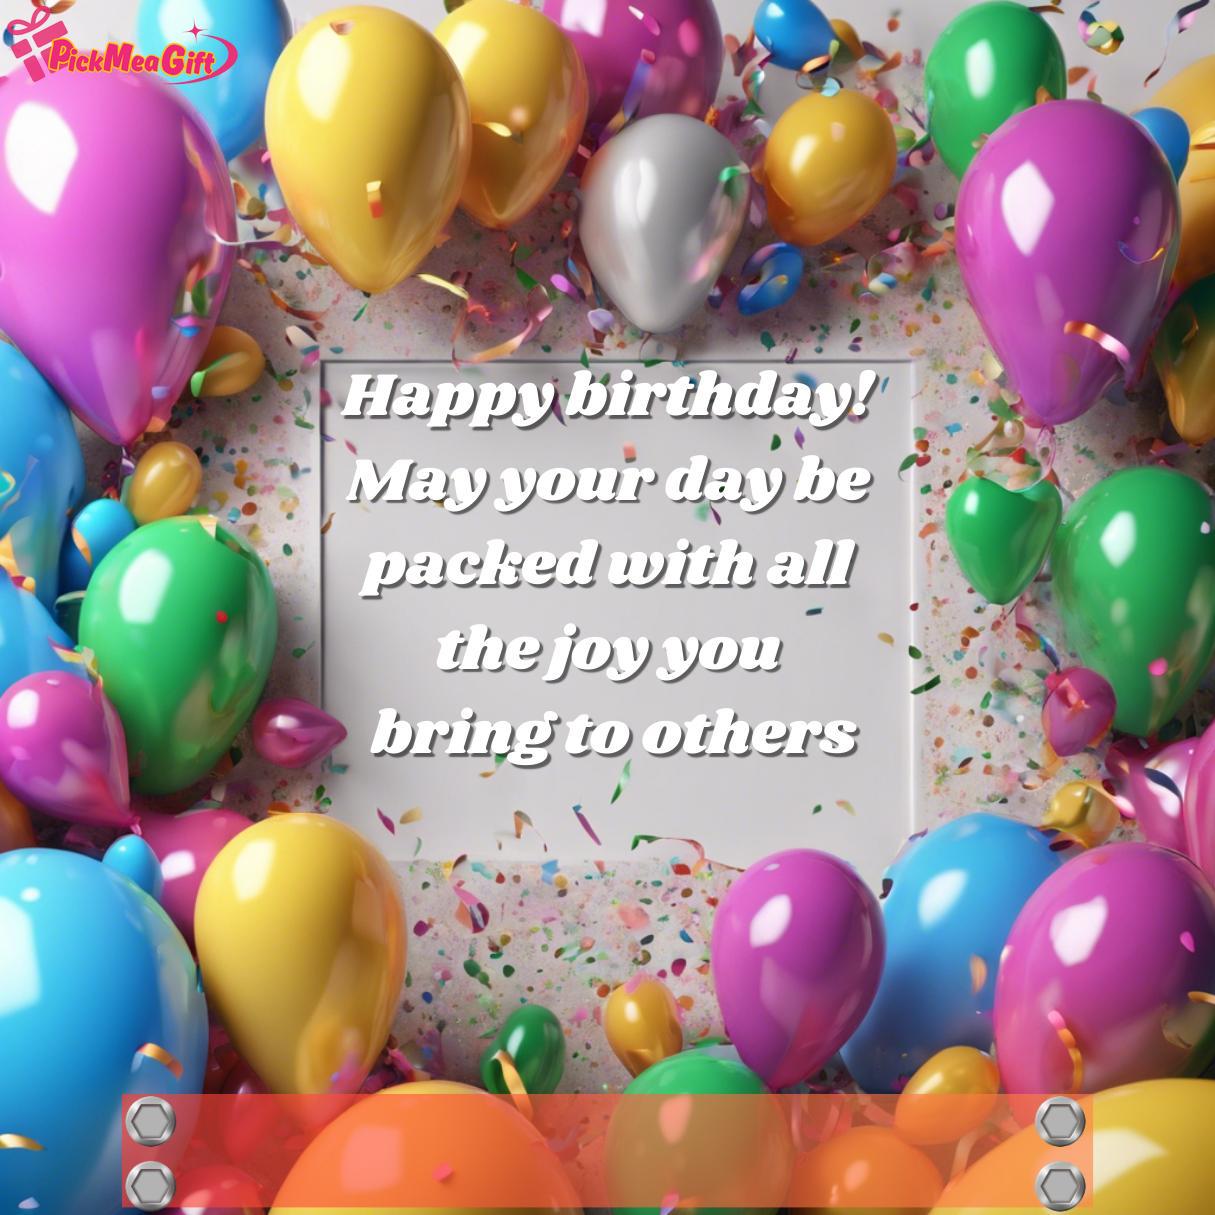 PickMeaGift
Happy birthday!
May your day be
packed with all
the joy you
bring to others